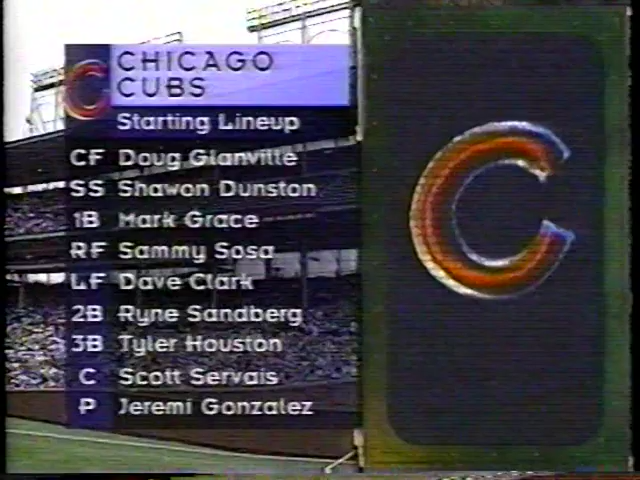 C CHICAGO
CUBS
Starting Lineup
CF Doug Glanville
SS Shawon Dunston
1B Mark Grace
RF Sammy Sosa
LF Dave Clark
2B Ryne Sandberg
3B Tyler Houston
C Scott Servais
P Jeremi Gonzalez
C